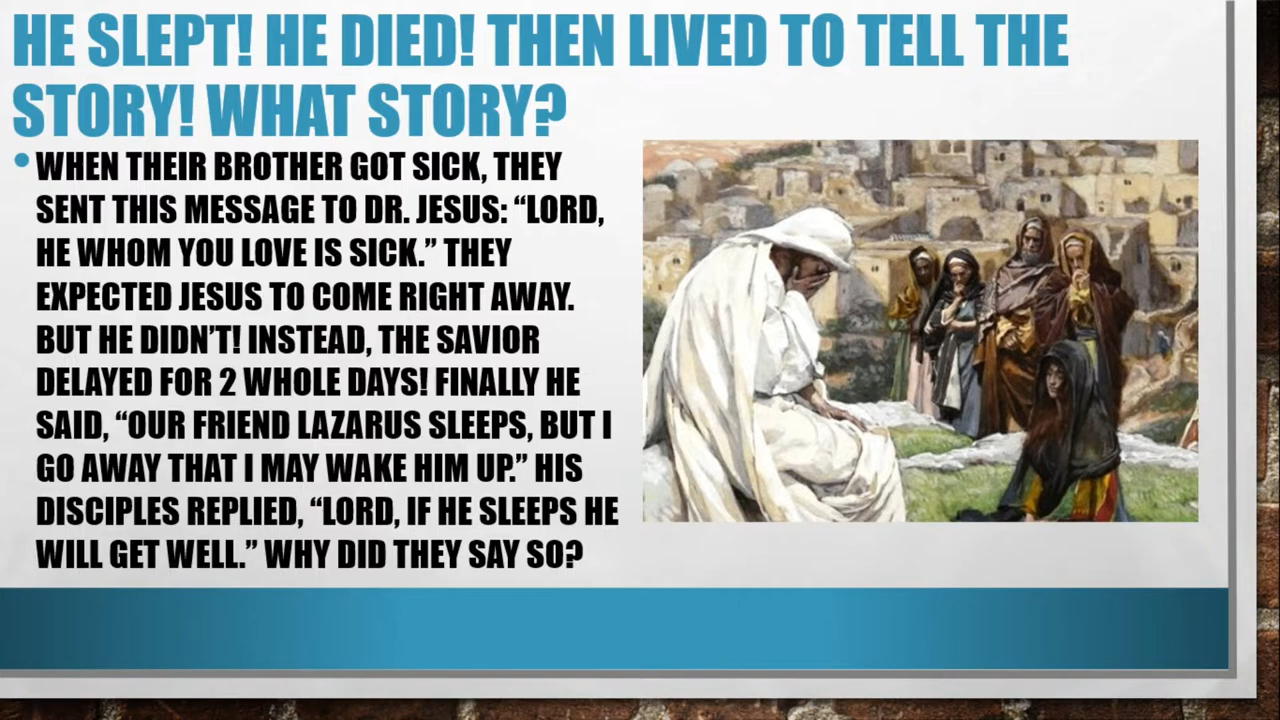 HE SLEPT! HE DIED! THEN LIVED TO TELL THE
STORY! WHAT STORY?
• WHEN THEIR BROTHER GOT SICK, THEY
SENT THIS MESSAGE TO DR. JESUS: “LORD,
HE WHOM YOU LOVE IS SICK.” THEY
EXPECTED JESUS TO COME RIGHT AWAY.
BUT HE DIDN’T! INSTEAD, THE SAVIOR
DELAYED FOR 2 WHOLE DAYS! FINALLY HE
SAID, “OUR FRIEND LAZARUS SLEEPS, BUT I
GO AWAY THAT I MAY WAKE HIM UP.” HIS
DISCIPLES REPLIED, “LORD, IF HE SLEEPS HE
WILL GET WELL.” WHY DID THEY SAY SO?